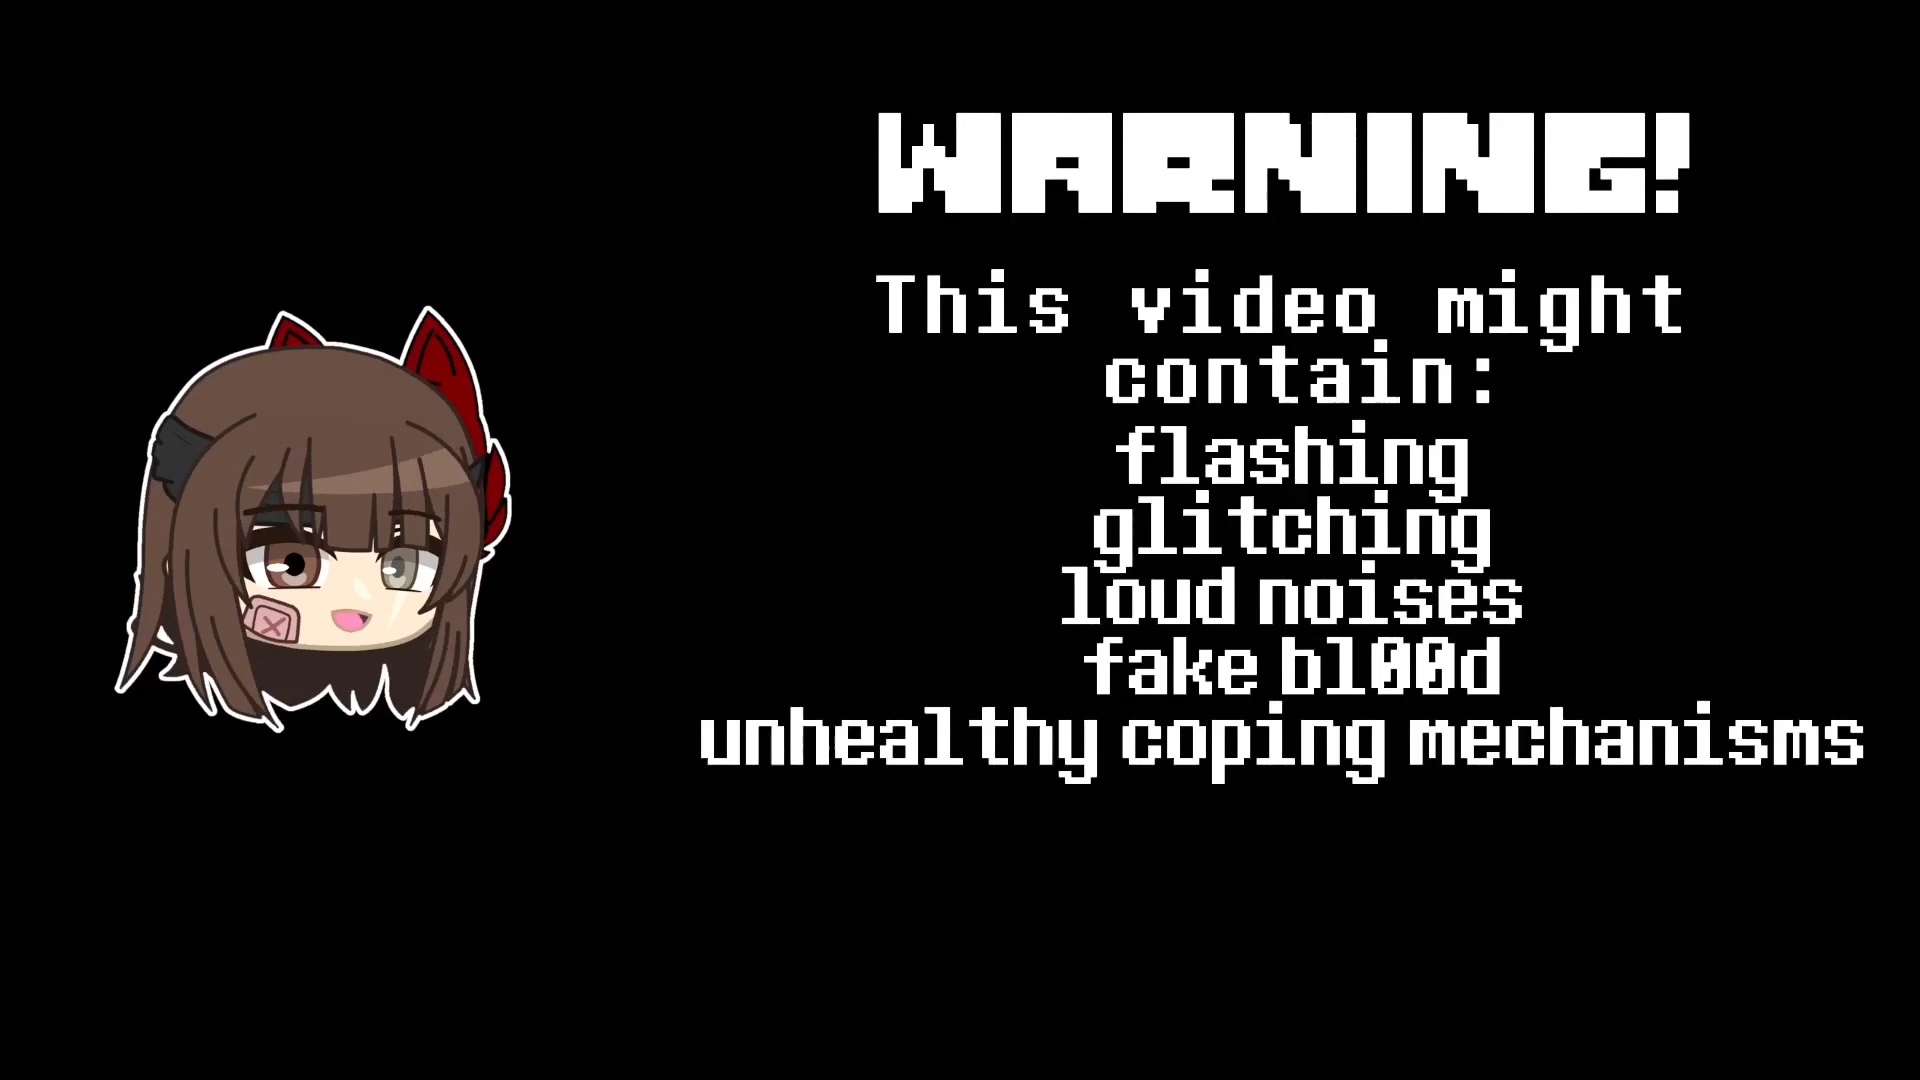 WARNING!
This video might
contain:
flashing
glitching
loud noises
fake bl00d
unhealthy coping mechanisms